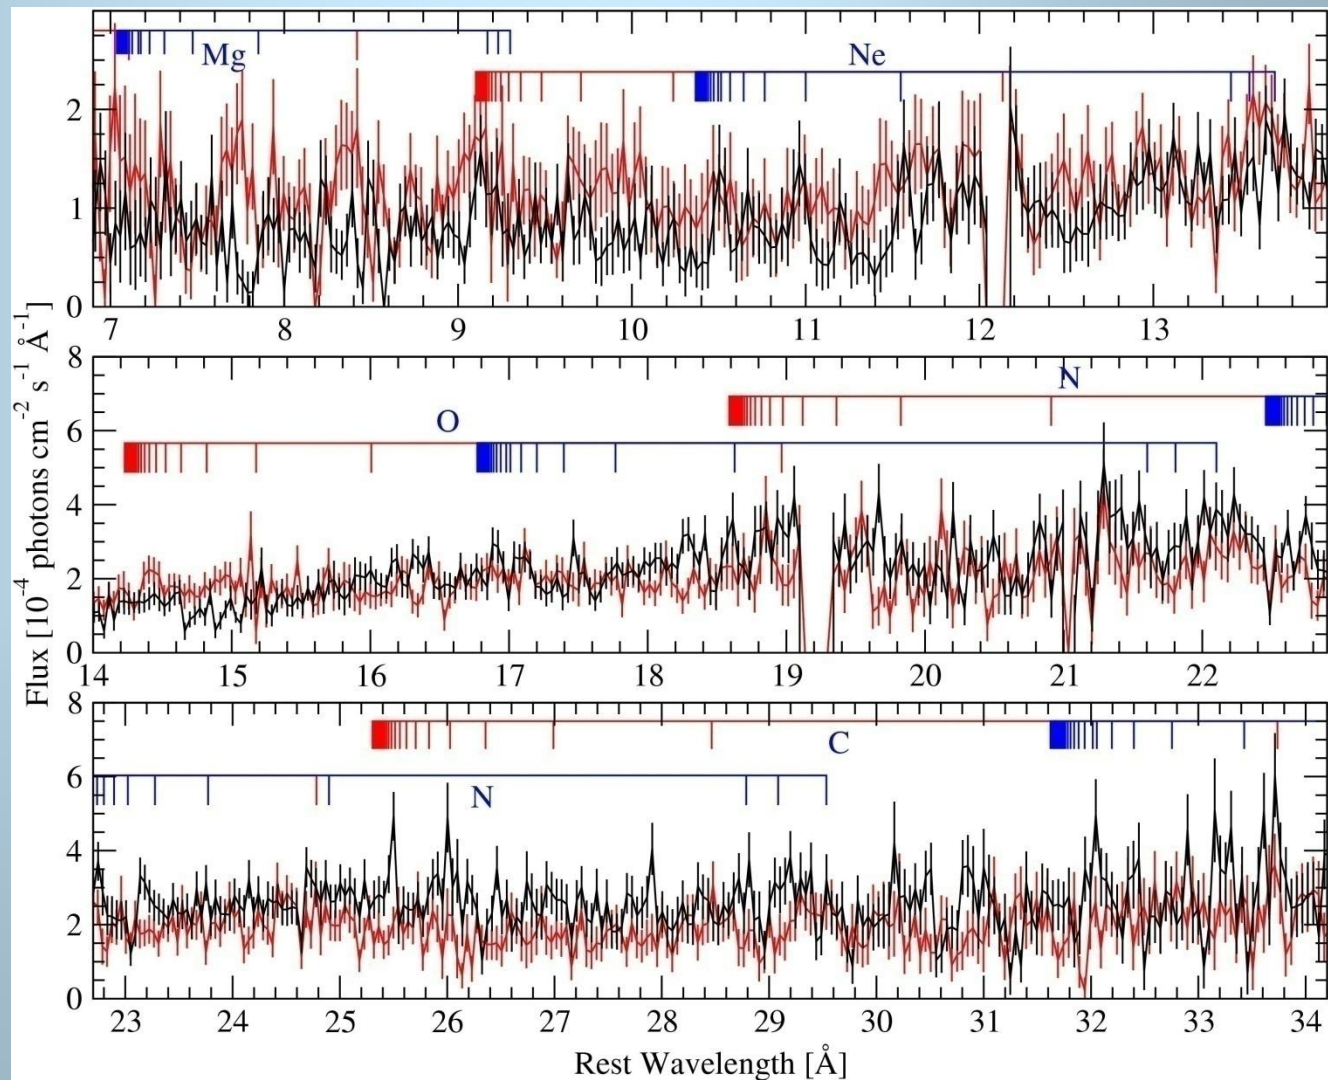 Mg
Ne
2
1
0
7 8 9 10 11 12 13
Flux [10⁻⁴ photons cm⁻² s⁻¹ Å⁻¹]
8
N
O
6
4
2
0
14 15 16 17 18 19 20 21 22
8
C
6
N
4
2
0
23 24 25 26 27 28 29 30 31 32 33 34
Rest Wavelength [Å]